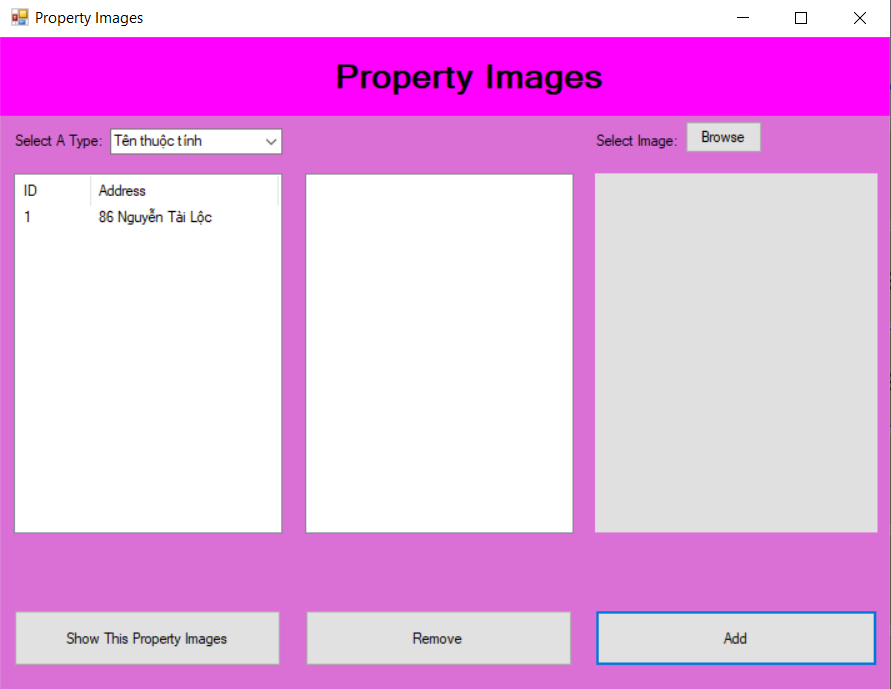 Property Images
Property Images
Select A Type: Tên thuộc tính
Select Image: Browse
ID Address
1 86 Nguyễn Tài Lộc
Show This Property Images
Remove
Add